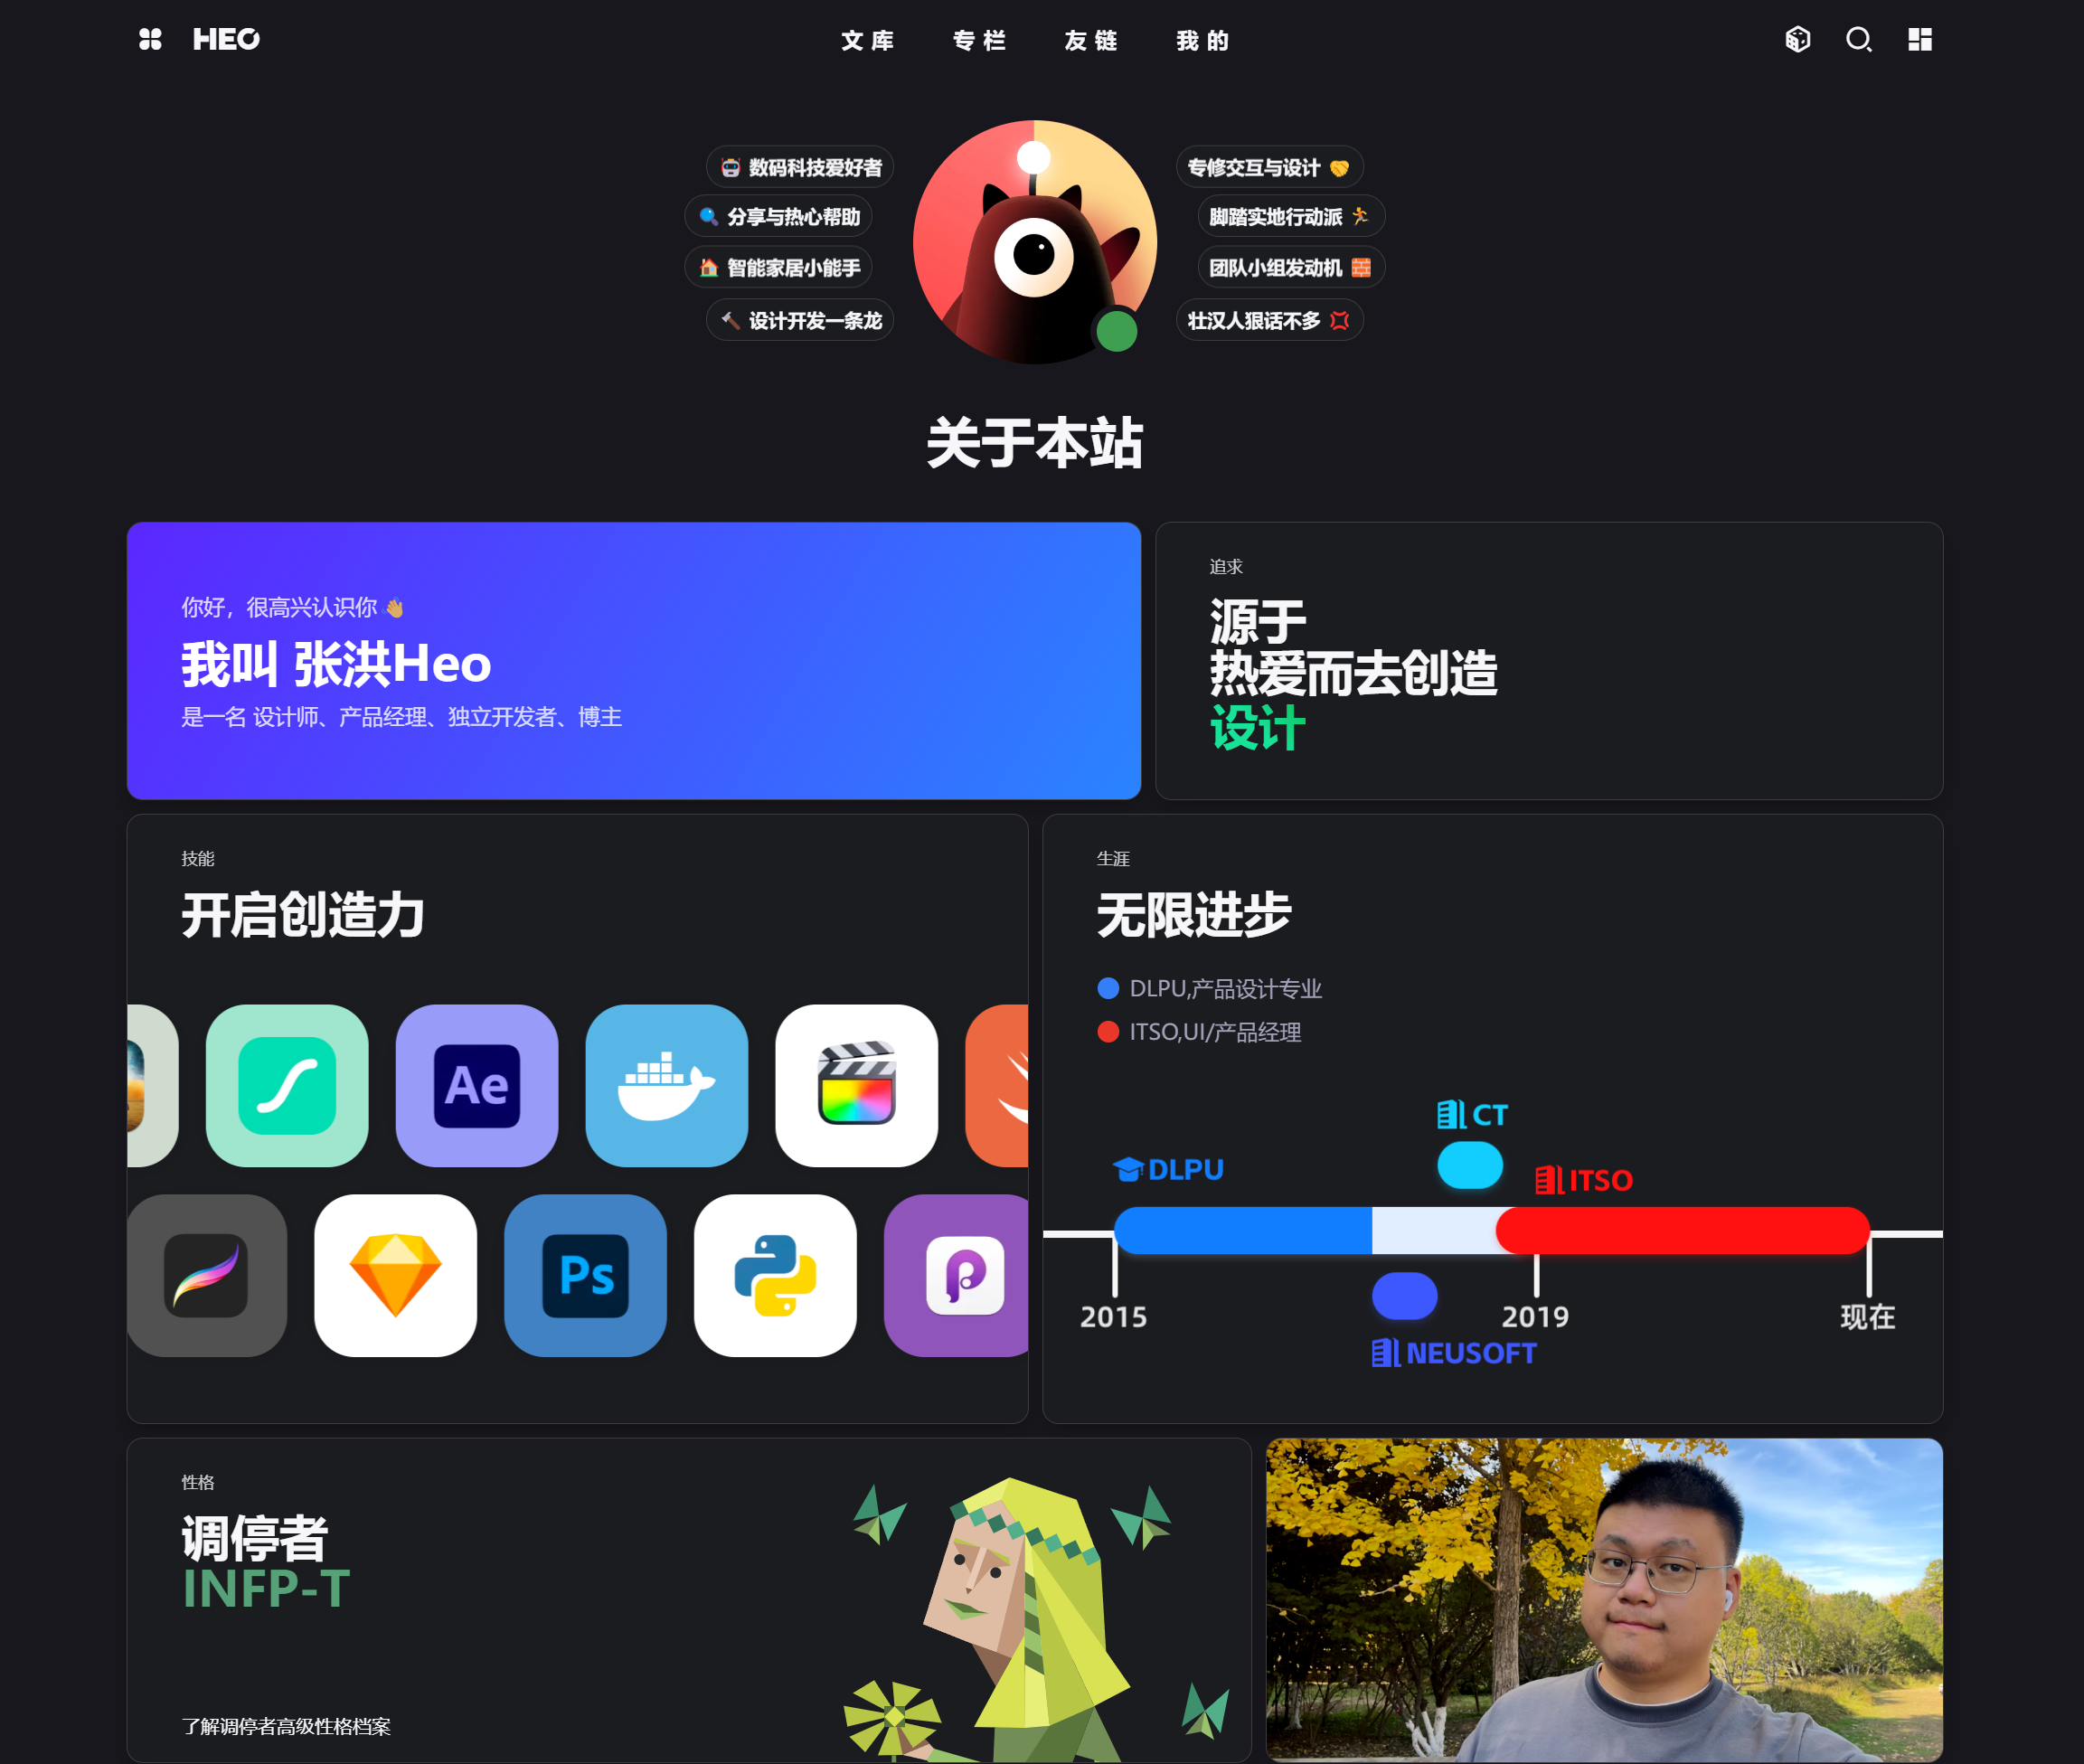 HEO
文库
专栏
友链
我的
🤖 数码科技爱好者
🔍 分享与热心帮助
🏠 智能家居小能手
🔨 设计开发一条龙
专修交互与设计 🤝
脚踏实地行动派 🏃
团队小组发动机 🧱
壮汉人狠话不多 💢
关于本站
你好，很高兴认识你👋
我叫 张洪Heo
是一名 设计师、产品经理、独立开发者、博主
追求
源于
热爱而去创造
设计
技能
开启创造力
Ae
Ps
生涯
无限进步
DLPU,产品设计专业
ITSO,UI/产品经理
CT
DLPU
ITSO
2015
2019
现在
NEUSOFT
性格
调停者
INFP-T
了解调停者高级性格档案